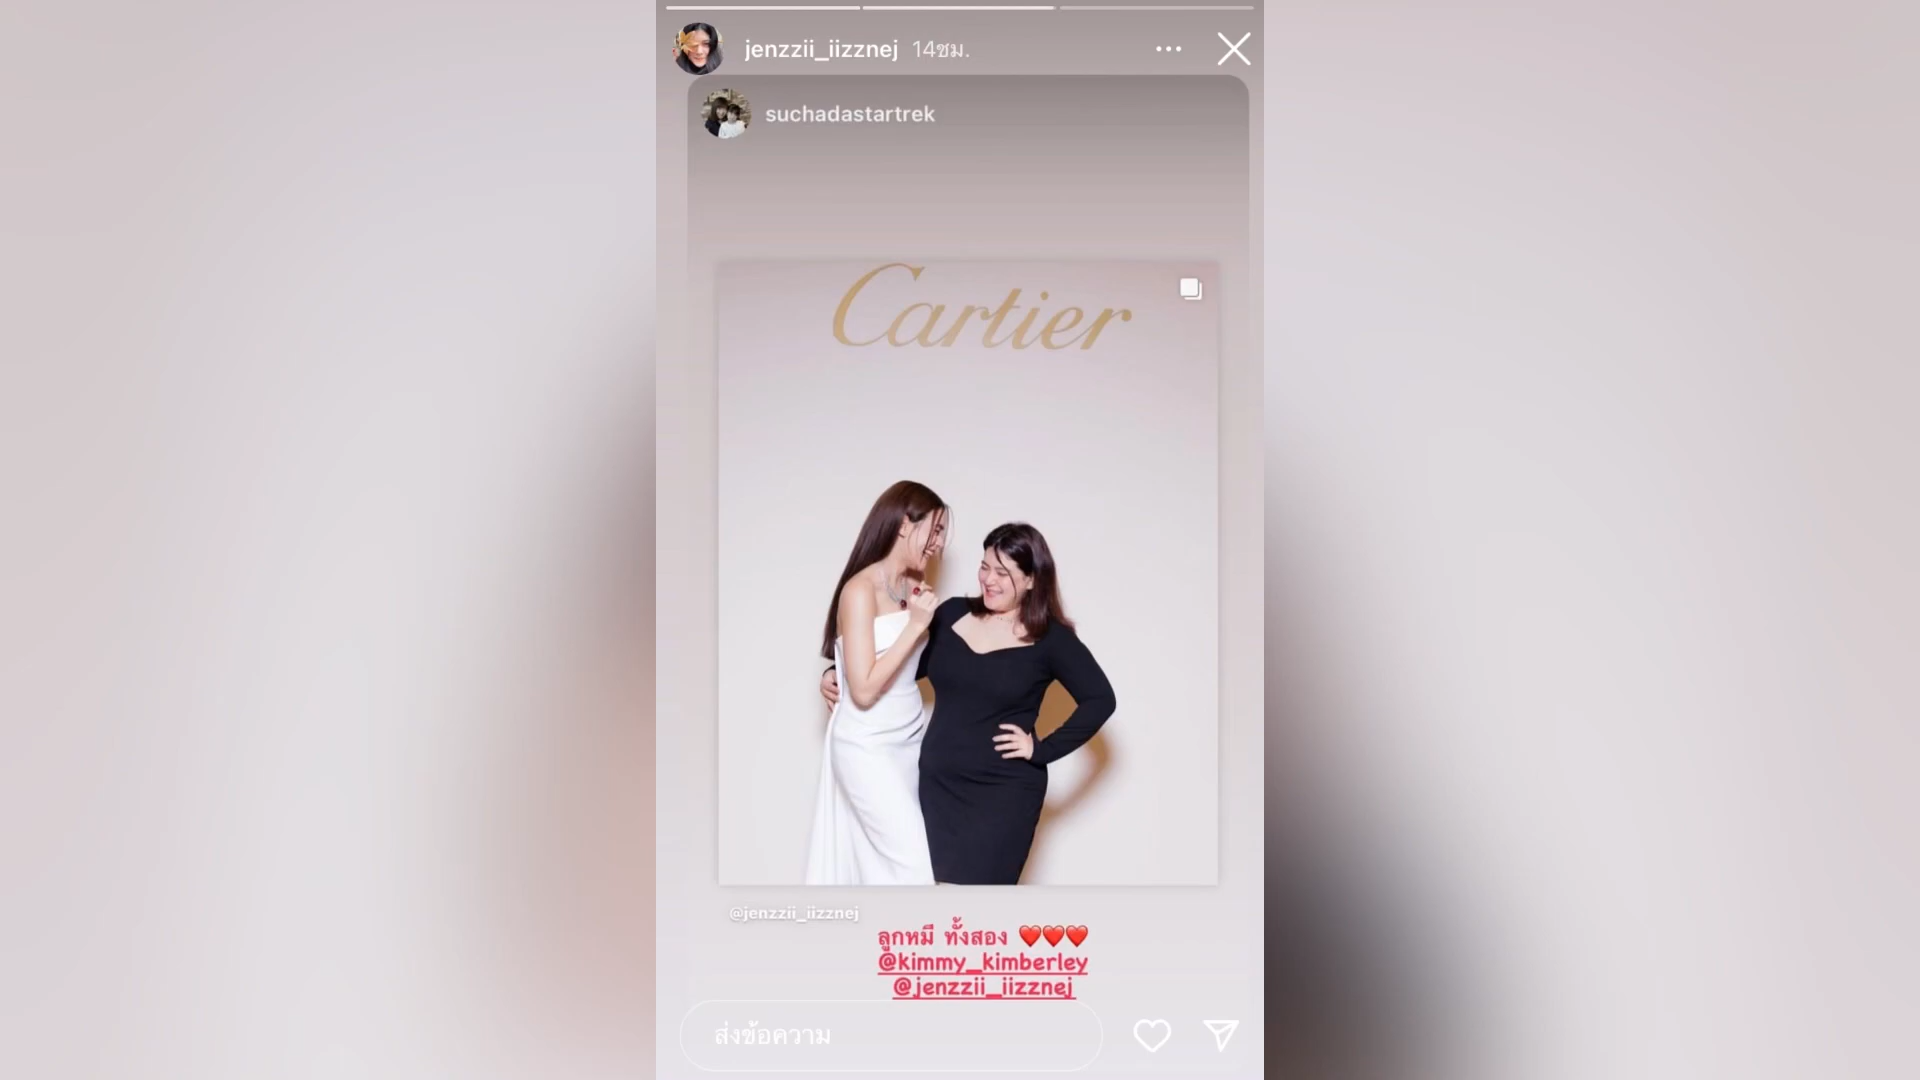 jenzzii_iizznej 14ชม.
suchadastartrek
Cartier
@jenzzii_iizznej
ลูกหมี ทั้งสอง ❤️❤️❤️
@kimmy_kimberley
@jenzzii_iizznej
ส่งข้อความ